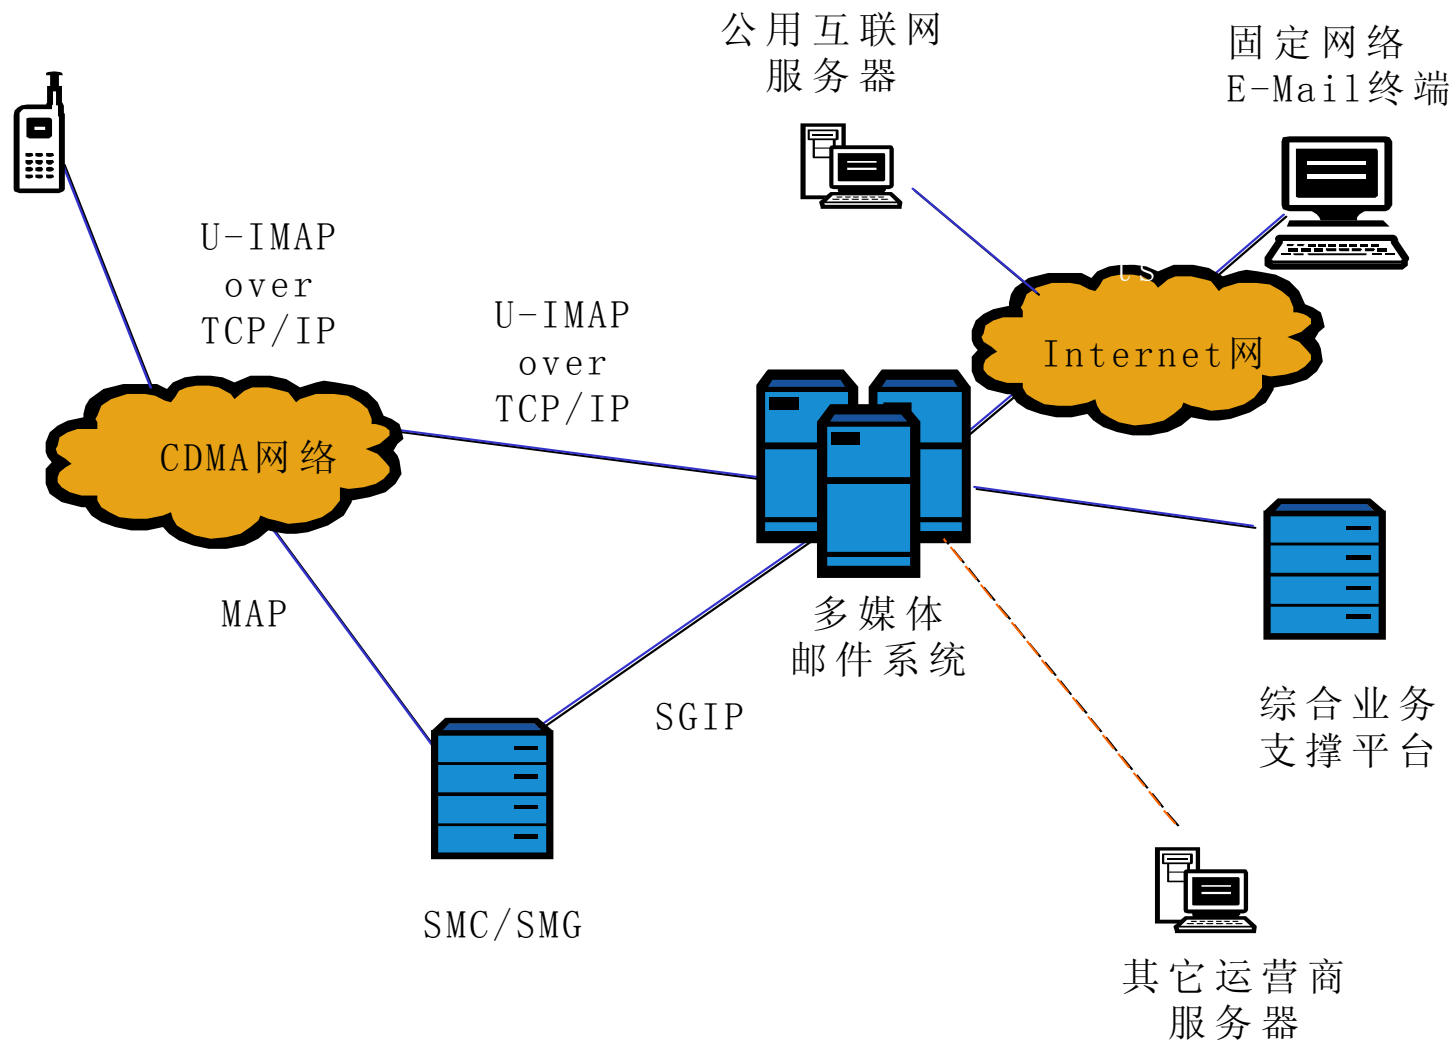 公用互联网
服务器
固定网络
E-Mail终端
U-IMAP
over
TCP/IP
U-IMAP
over
TCP/IP
ts
Internet网
CDMA网络
MAP
多媒体
邮件系统
SGIP
综合业务
支撑平台
SMC/SMG
其它运营商
服务器